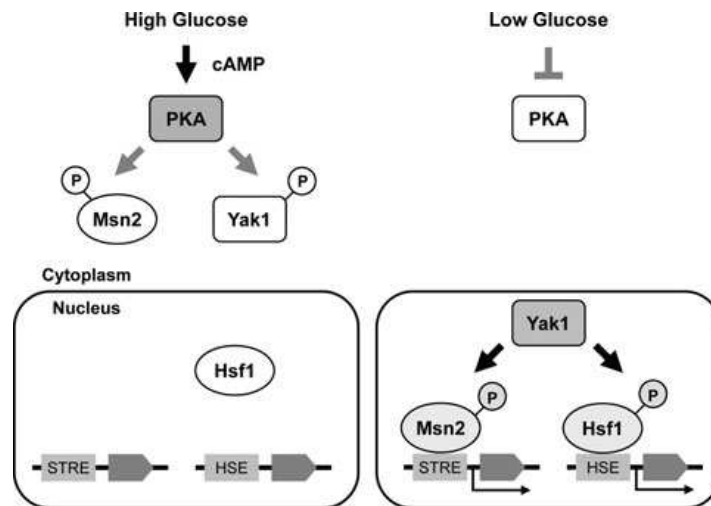 High Glucose
cAMP
PKA
P
P
Msn2
Yak1
Low Glucose
PKA
Cytoplasm
Nucleus
Hsf1
STRE
HSE
Yak1
P
P
Msn2
Hsf1
STRE
HSE